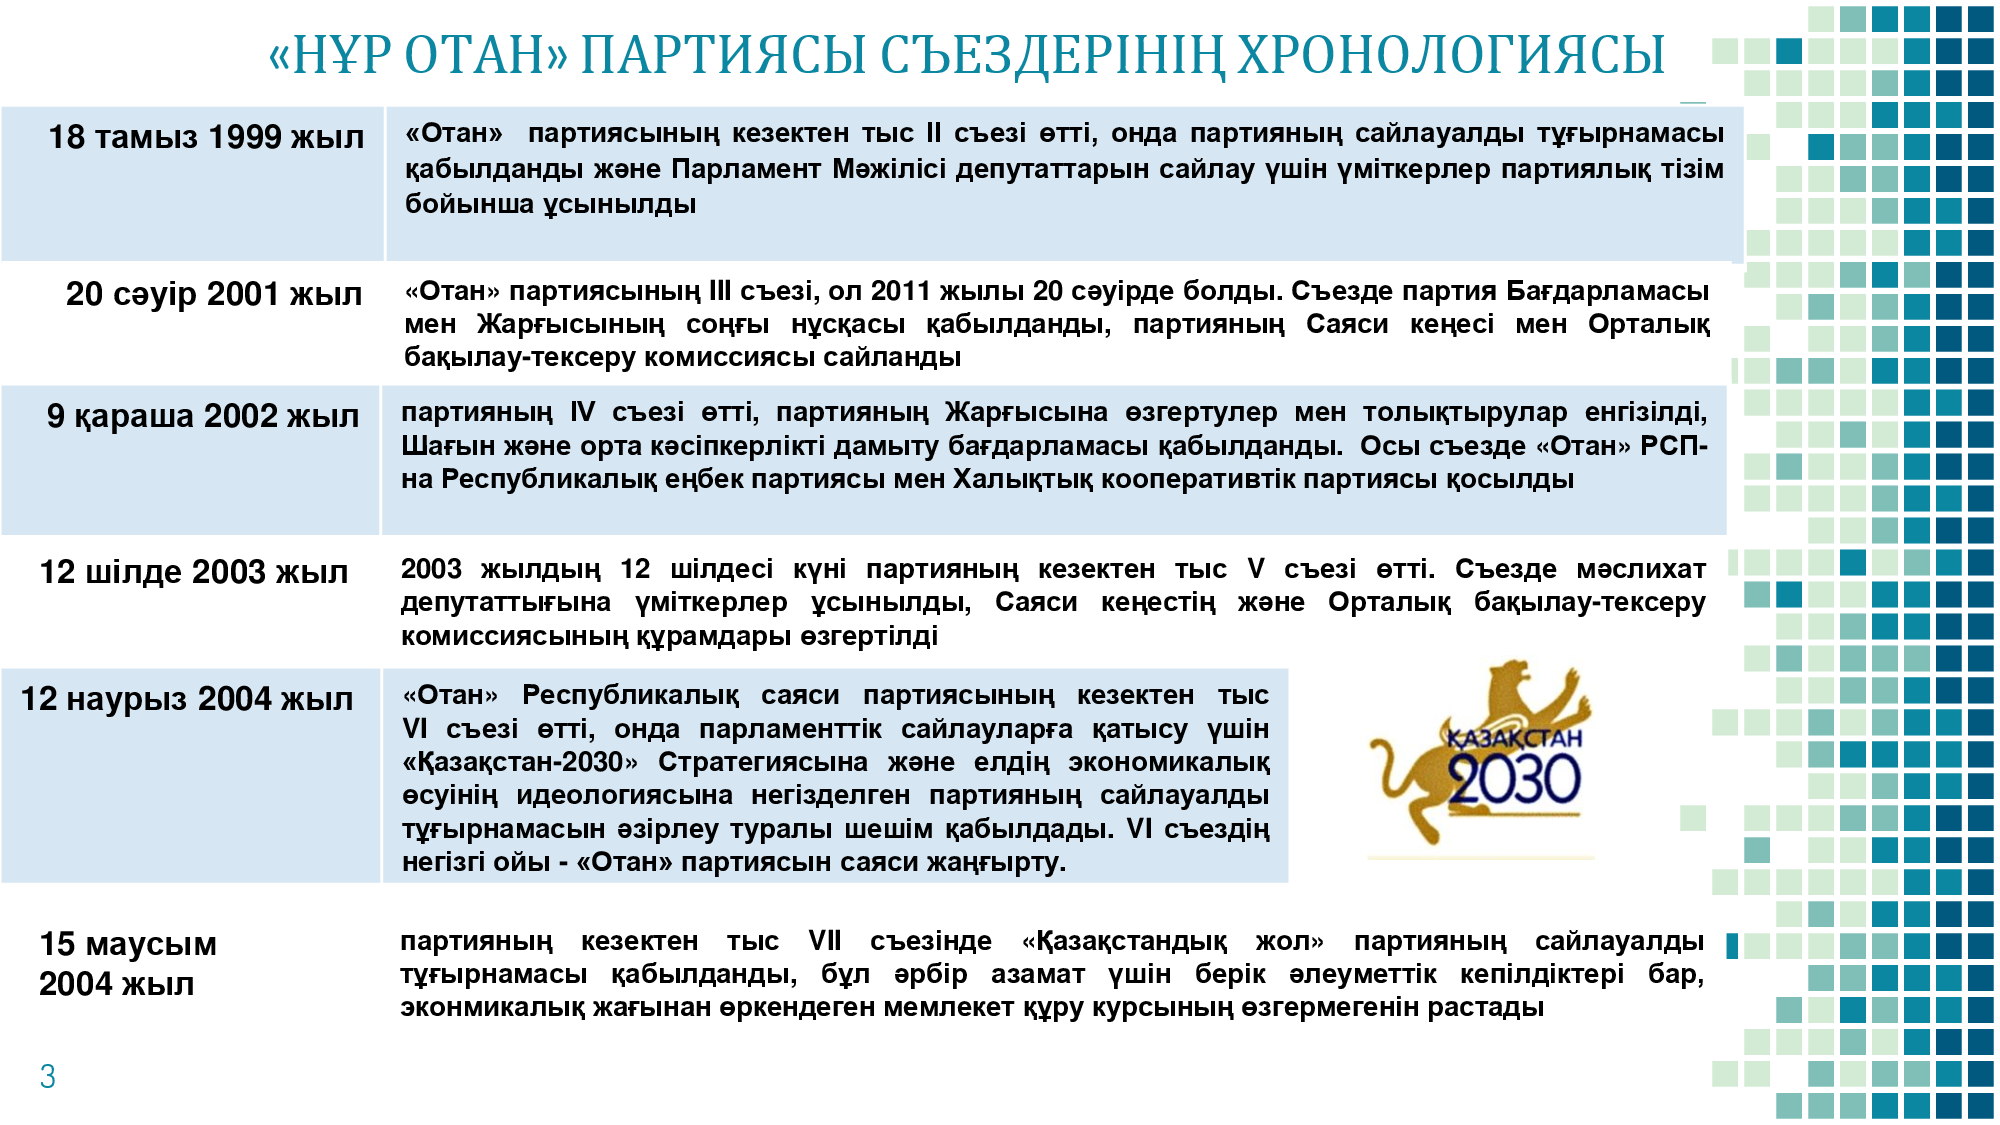 «НҰР ОТАН» ПАРТИЯСЫ СЪЕЗДЕРІНІҢ ХРОНОЛОГИЯСЫ
18 тамыз 1999 жыл
«Отан» партиясының кезектен тыс II съезі өтті, онда партияның сайлауалды тұғырнамасы
қабылданды және Парламент Мәжілісі депутаттарын сайлау үшін үміткерлер партиялық тізім
бойынша ұсынылды
20 сәуір 2001 жыл
«Отан» партиясының III съезі, ол 2011 жылы 20 сәуірде болды. Съезде партия Бағдарламасы
мен Жарғысының соңғы нұсқасы қабылданды, партияның Саяси кеңесі мен Орталық
бақылау-тексеру комиссиясы сайланды
9 қараша 2002 жыл
партияның IV съезі өтті, партияның Жарғысына өзгертулер мен толықтырулар енгізілді,
Шағын және орта кәсіпкерлікті дамыту бағдарламасы қабылданды. Осы съезде «Отан» РСП-
на Республикалық еңбек партиясы мен Халықтық кооперативтік партиясы қосылды
12 шілде 2003 жыл
2003 жылдың 12 шілдесі күні партияның кезектен тыс V съезі өтті. Съезде мәслихат
депутаттығына үміткерлер ұсынылды, Саяси кеңестің және Орталық бақылау-тексеру
комиссиясының құрамдары өзгертілді
12 наурыз 2004 жыл
«Отан» Республикалық саяси партиясының кезектен тыс
VI съезі өтті, онда парламенттік сайлауларға қатысу үшін
«Қазақстан-2030» Стратегиясына және елдің экономикалық
өсуінің идеологиясына негізделген партияның сайлауалды
тұғырнамасын әзірлеу туралы шешім қабылдады. VI съездің
негізгі ойы - «Отан» партиясын саяси жаңғырту.
ҚАЗАҚСТАН
2030
15 маусым
2004 жыл
партияның кезектен тыс VII съезінде «Қазақстандық жол» партияның сайлауалды
тұғырнамасы қабылданды, бұл әрбір азамат үшін берік әлеуметтік кепілдіктері бар,
эконмикалық жағынан өркендеген мемлекет құру курсының өзгермегенін растады
3